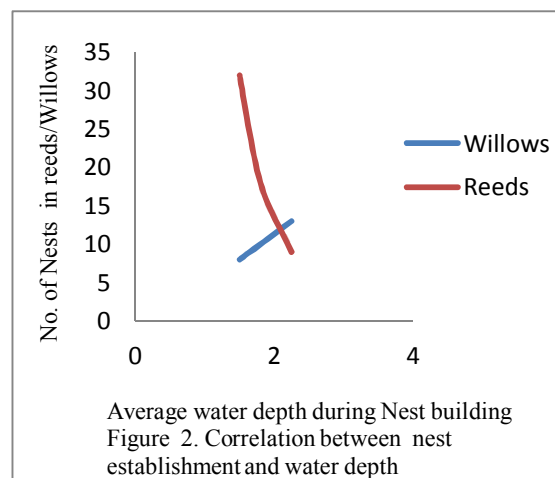 No. of Nests in reeds/Willows
35
30
25
20
15
10
5
0
0 2 4
Willows
Reeds
Average water depth during Nest building
Figure 2. Correlation between nest
establishment and water depth